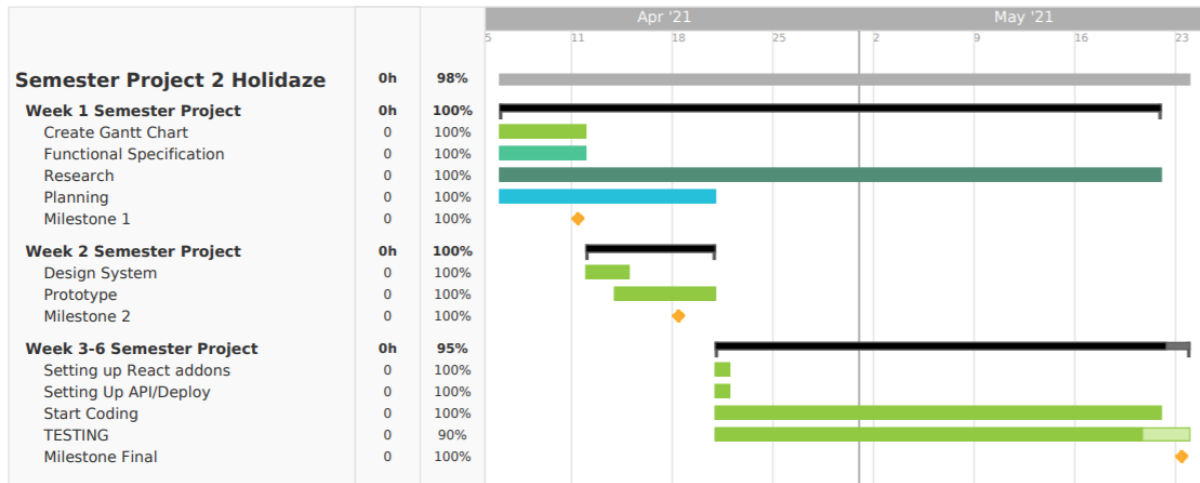 Apr '21 May '21
5 11 18 25 2 9 16 23
Semester Project 2 Holidaze 0h 98%
Week 1 Semester Project 0h 100%
Create Gantt Chart 0 100%
Functional Specification 0 100%
Research 0 100%
Planning 0 100%
Milestone 1 0 100%
Week 2 Semester Project 0h 100%
Design System 0 100%
Prototype 0 100%
Milestone 2 0 100%
Week 3-6 Semester Project 0h 95%
Setting up React addons 0 100%
Setting Up API/Deploy 0 100%
Start Coding 0 100%
TESTING 0 90%
Milestone Final 0 100%